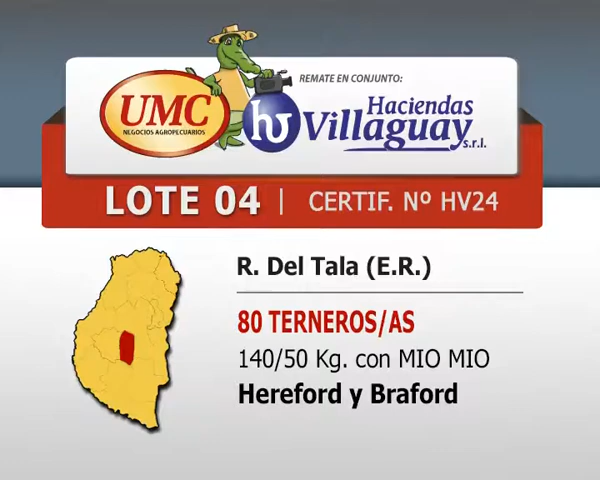 REMATE EN CONJUNTO:
UMC
NEGOCIOS AGROPECUARIOS
hv
Haciendas
Villaguay
s.r.l.
LOTE 04 | CERTIF. Nº HV24
R. Del Tala (E.R.)
80 TERNEROS/AS
140/50 Kg. con MIO MIO
Hereford y Braford